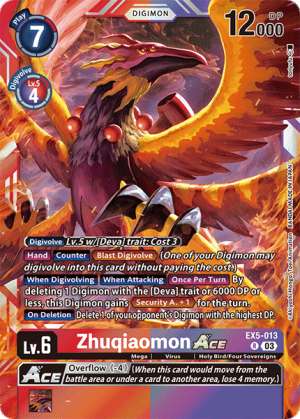 DIGIMON
Play
7
12000
DP
Digivolve
Lv.5
4
Digivolve Lv.5 w/[Deva] trait: Cost 3
Hand Counter Blast Digivolve (One of your Digimon may
digivolve into this card without paying the cost.)
When Digivolving When Attacking Once Per Turn By
deleting 1 Digimon with the [Deva] trait or 6000 DP or
less, this Digimon gains Security A. +1 for the turn.
On Deletion Delete 1 of your opponent's Digimon with the highest DP.
EX5-013
Lv.6
Zhuqiaomon ACE
R 03
Mega Virus Holy Bird/Four Sovereigns
ACE Overflow ⟨-4⟩ (When this card would move from the
battle area or under a card to another area, lose 4 memory.)